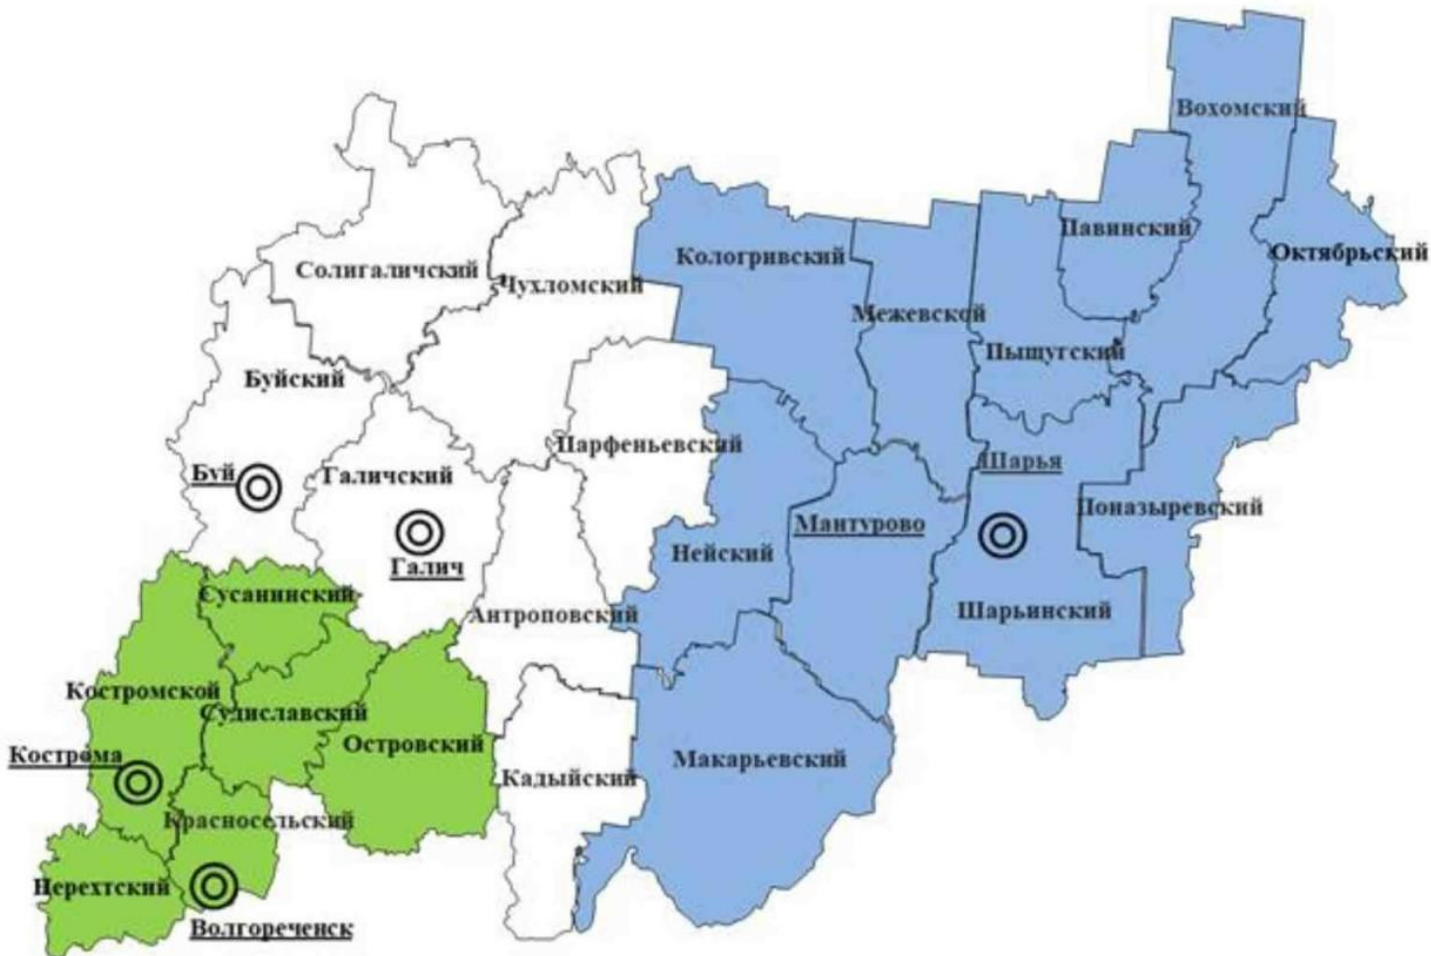 Вохомский
Павинский
Октябрьский
Кологривский
Солигаличский
Чухломский
Межевской
Пыщугский
Буйский
Парфеньевский
Шарья
Буй
Галичский
Поназыревский
Мантурово
Нейский
Галич
Сусанинский
Антроповский
Шарьинский
Костромской
Судиславский
Островский
Кострома
Макарьевский
Кадыйский
Красносельский
Нерехтский
Волгореченск